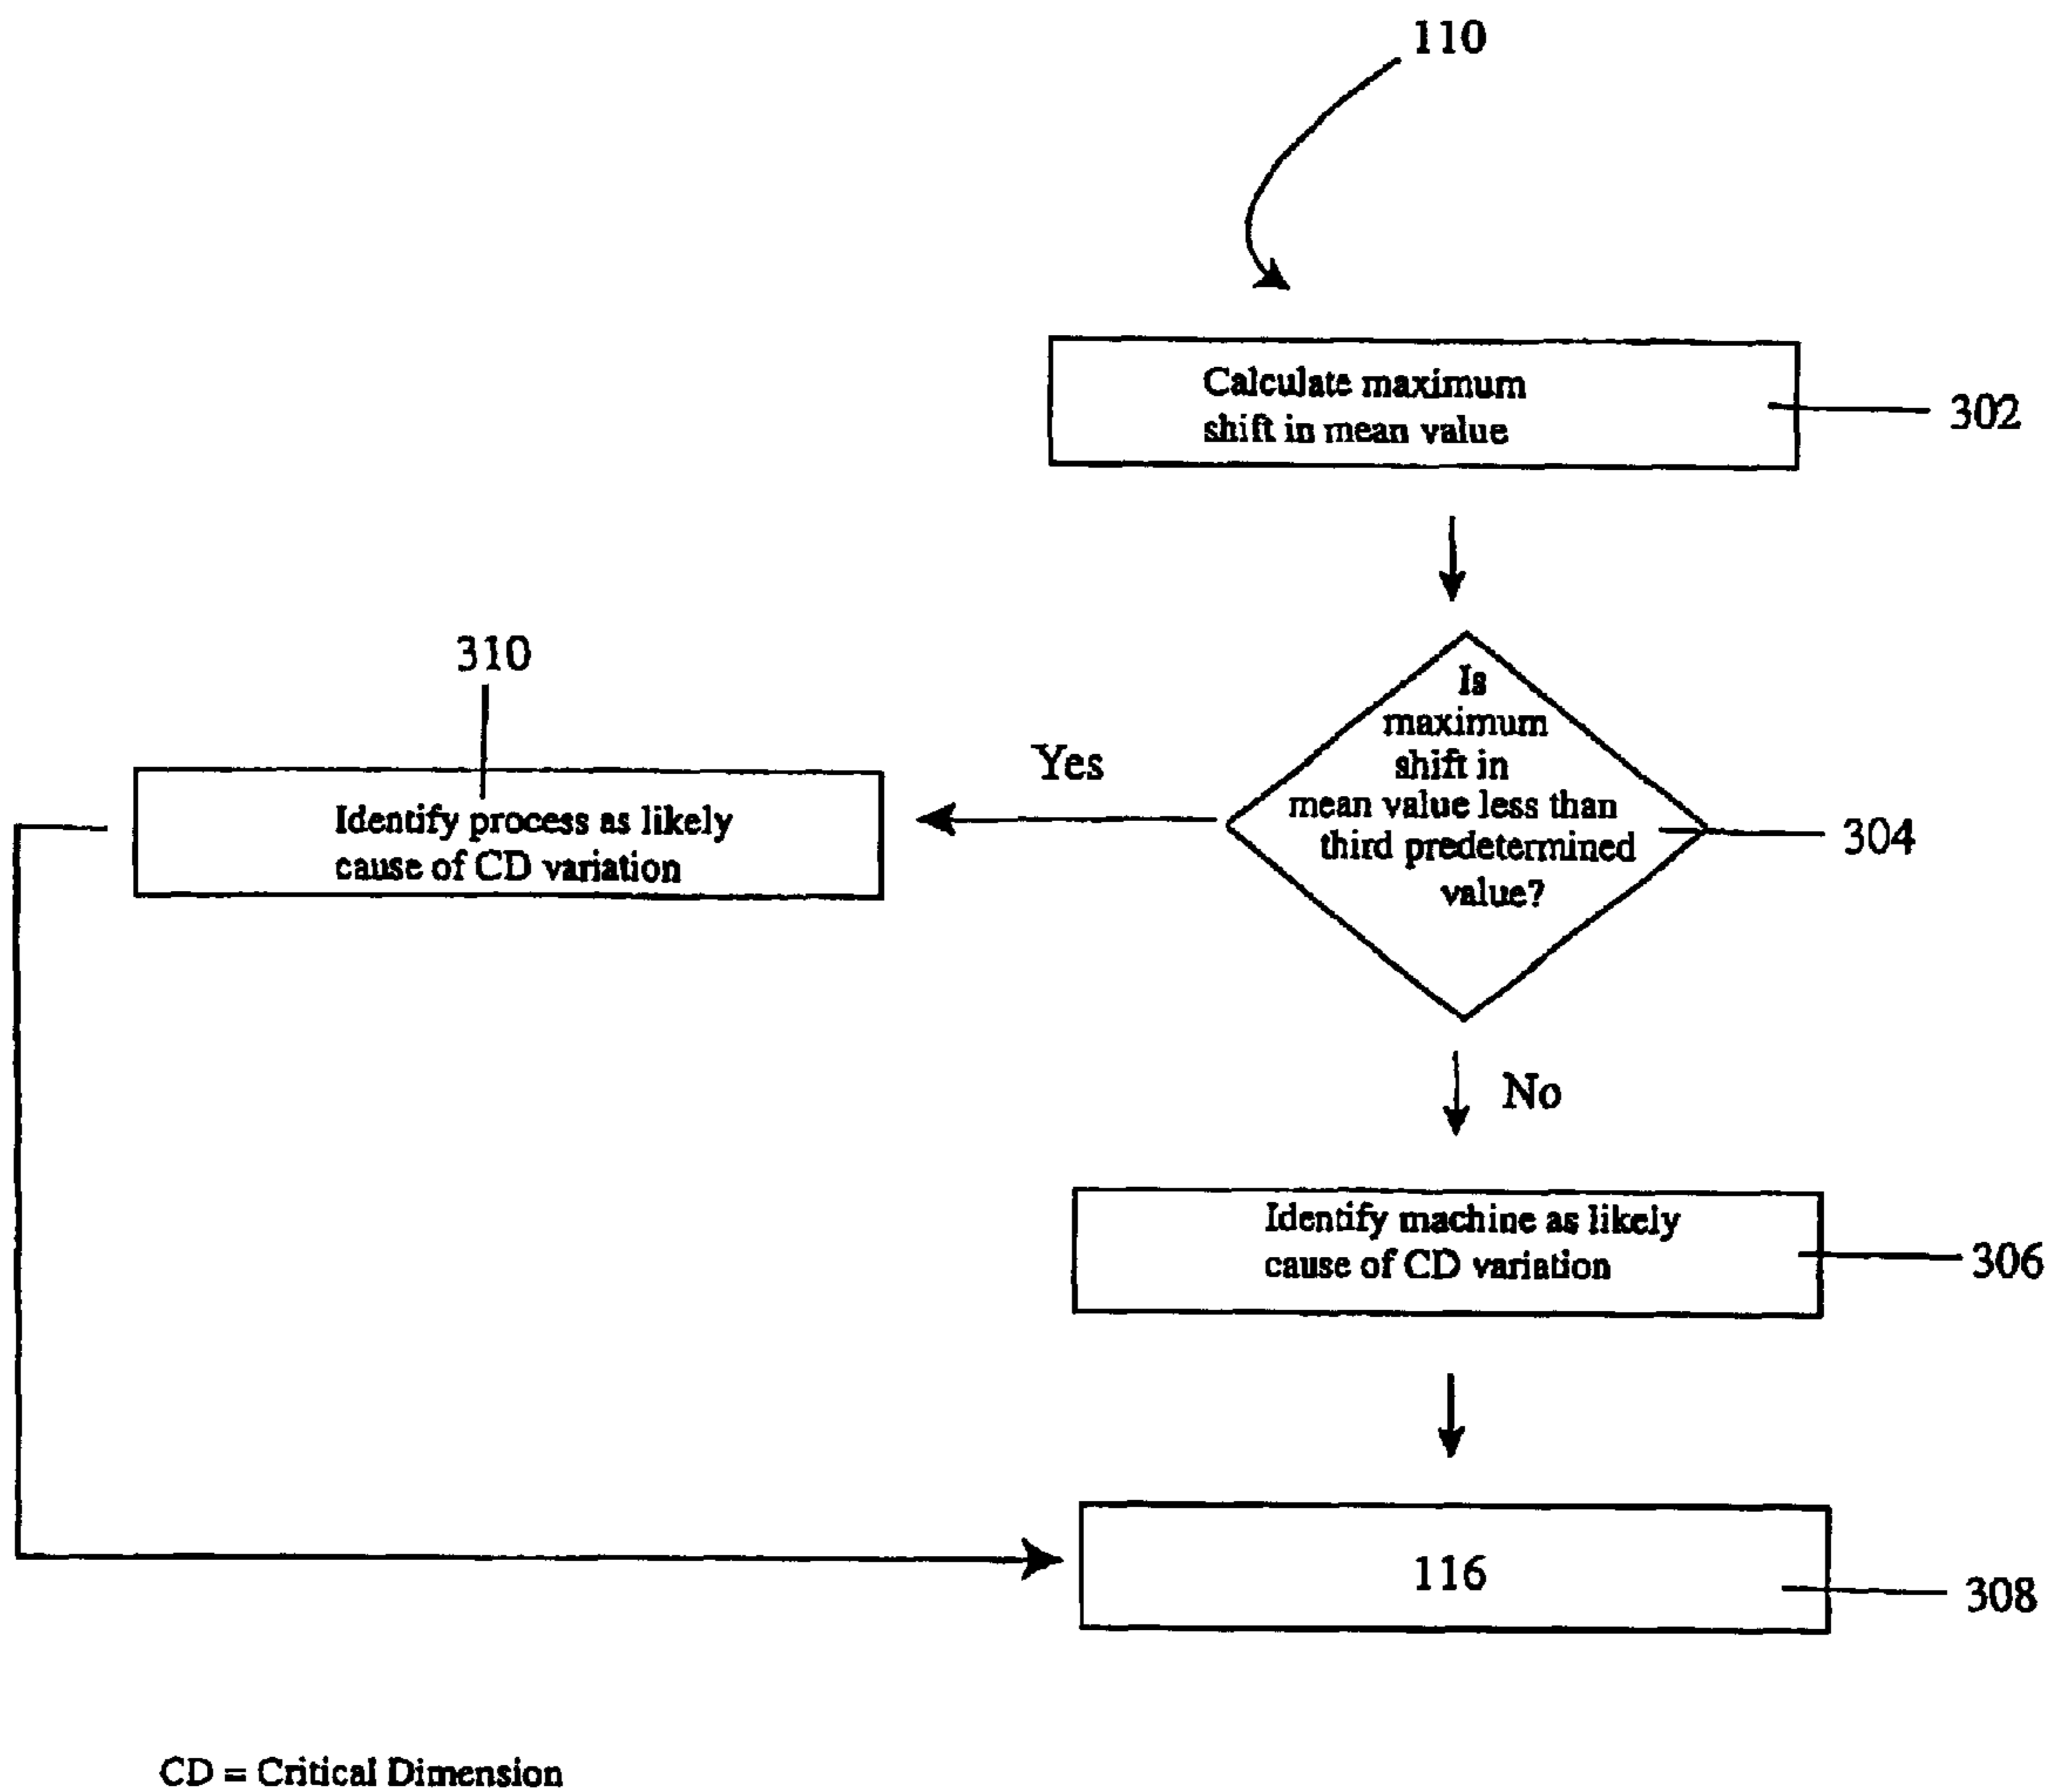 110
Calculate maximum
shift in mean value
302
310
Is
maximum
shift in
mean value less than
third predetermined
value?
Yes
304
Identify process as likely
cause of CD variation
No
Identify machine as likely
cause of CD variation
306
116
308
CD = Critical Dimension